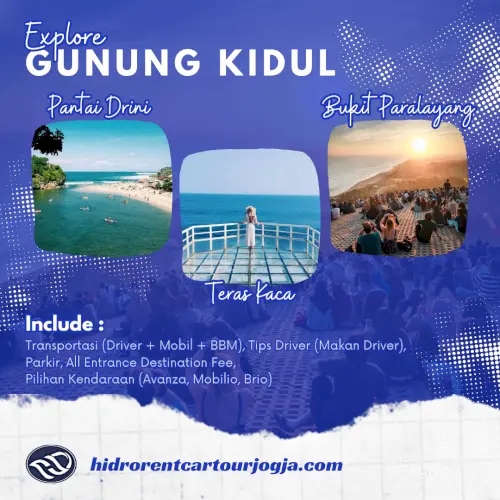 Explore
GUNUNG KIDUL
Pantai Drini
Bukit Paralayang
Teras Kaca
Include :
Transportasi (Driver + Mobil + BBM), Tips Driver (Makan Driver),
Parkir, All Entrance Destination Fee,
Pilihan Kendaraan (Avanza, Mobilio, Brio)
hidrorentcartourjogja.com